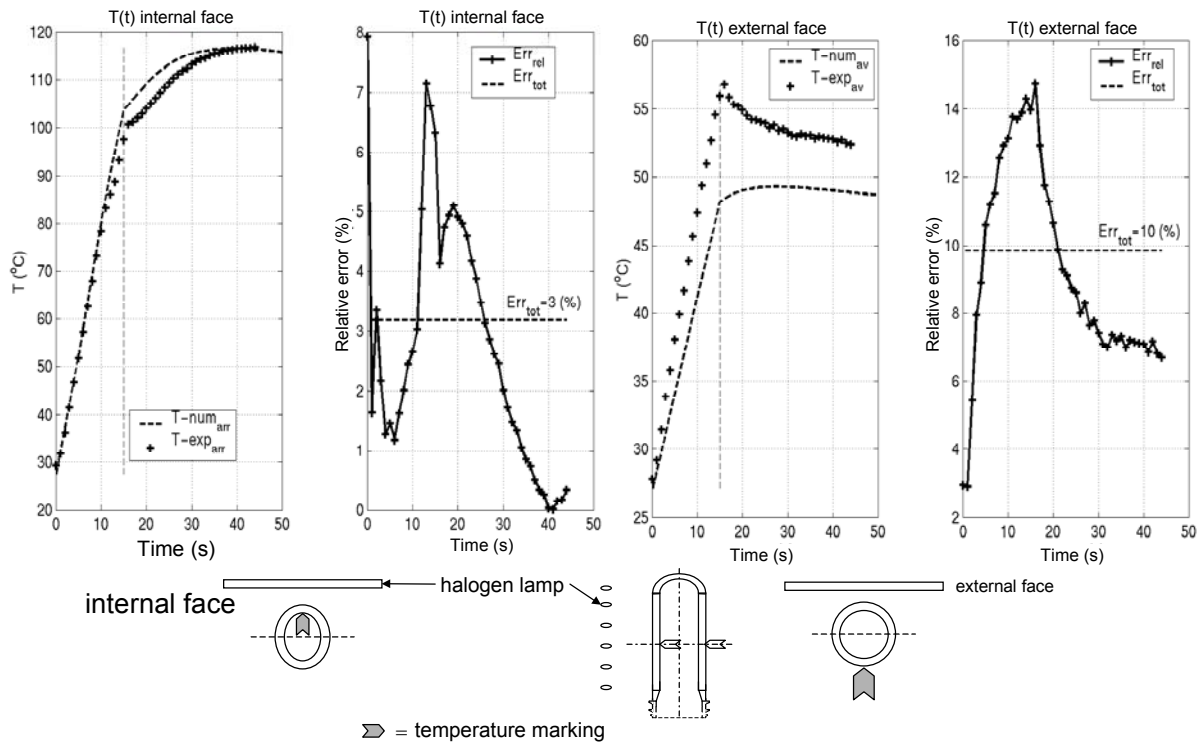 T(t) internal face
120
110
100
90
80
70
60
50
40
30
20
T (°C)
T-num_arr
T-exp_arr
0 10 20 30 40 50
Time (s)
T(t) internal face
8
7
6
5
4
3
2
1
0
Relative error (%)
Err_rel
Err_tot
Err_tot=3 (%)
0 10 20 30 40 50
Time (s)
T(t) external face
60
55
50
45
40
35
30
25
T (°C)
T-num_av
T-exp_av
0 10 20 30 40 50
Time (s)
T(t) external face
16
14
12
10
8
6
4
2
Relative error (%)
Err_rel
Err_tot
Err_tot=10 (%)
0 10 20 30 40 50
Time (s)
internal face
halogen lamp
external face
= temperature marking